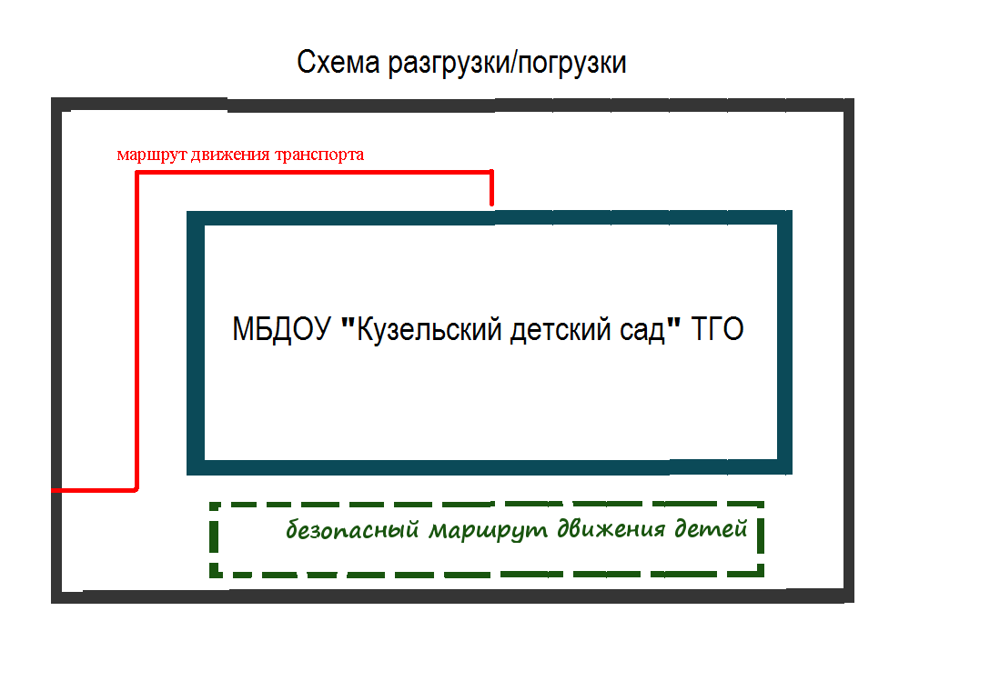 Схема разгрузки/погрузки
маршрут движения транспорта
МБДОУ "Кузельский детский сад" ТГО
безопасный маршрут движения детей